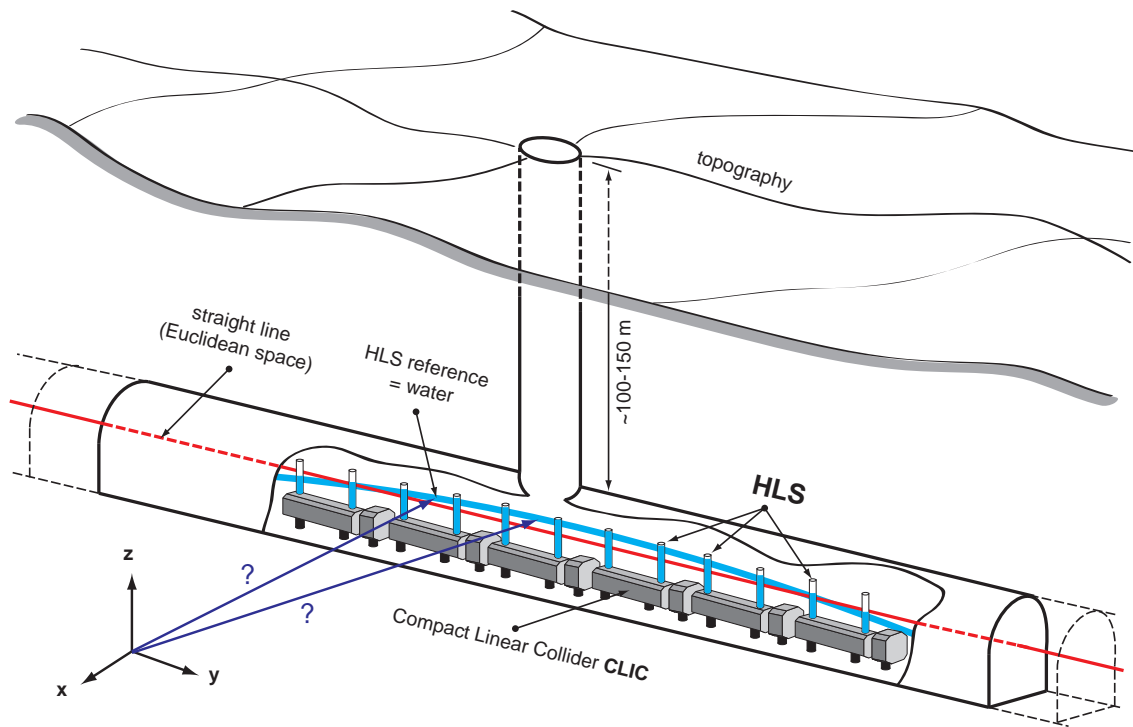 topography
straight line
(Euclidean space)
HLS reference
= water
~100-150 m
HLS
z
?
?
Compact Linear Collider CLIC
x
y